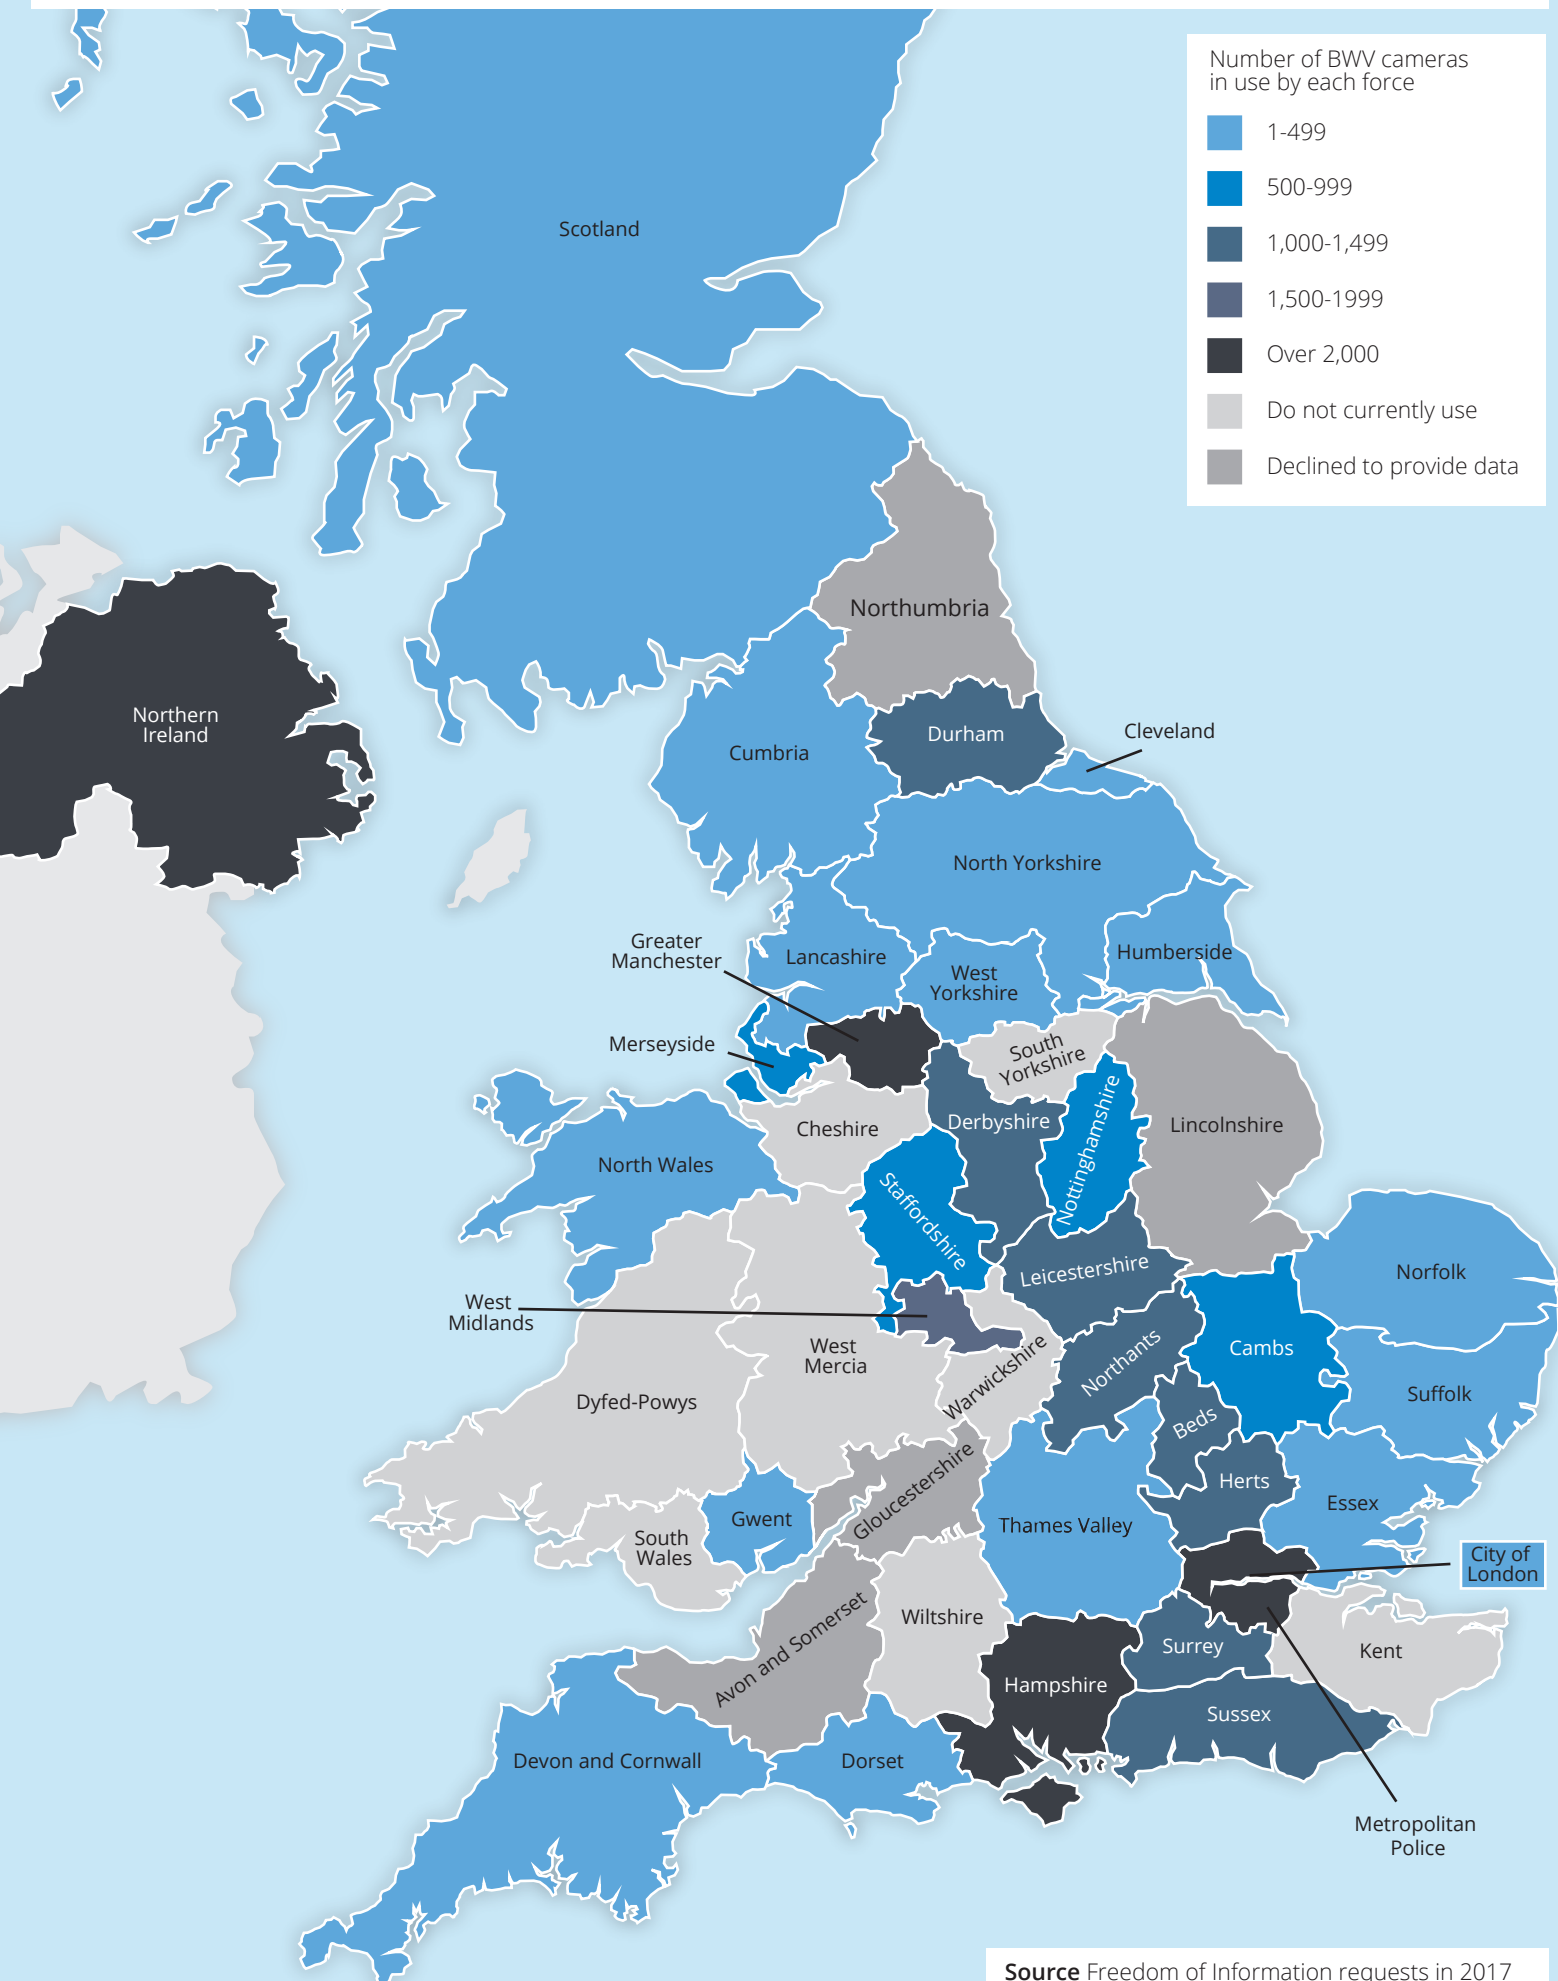 Number of BWV cameras
in use by each force
1-499
500-999
1,000-1,499
1,500-1999
Over 2,000
Do not currently use
Declined to provide data
Scotland
Northumbria
Northern
Ireland
Durham
Cleveland
Cumbria
North Yorkshire
Greater
Manchester
Lancashire
West
Yorkshire
Humberside
Merseyside
South
Yorkshire
Cheshire
Derbyshire
Nottinghamshire
Lincolnshire
North Wales
Staffordshire
Leicestershire
Norfolk
West
Midlands
West
Mercia
Warwickshire
Northants
Cambs
Suffolk
Dyfed-Powys
Beds
Herts
Gloucestershire
Essex
Gwent
Thames Valley
South
Wales
City of
London
Avon and Somerset
Wiltshire
Surrey
Kent
Hampshire
Sussex
Devon and Cornwall
Dorset
Metropolitan
Police
Source Freedom of Information requests in 2017